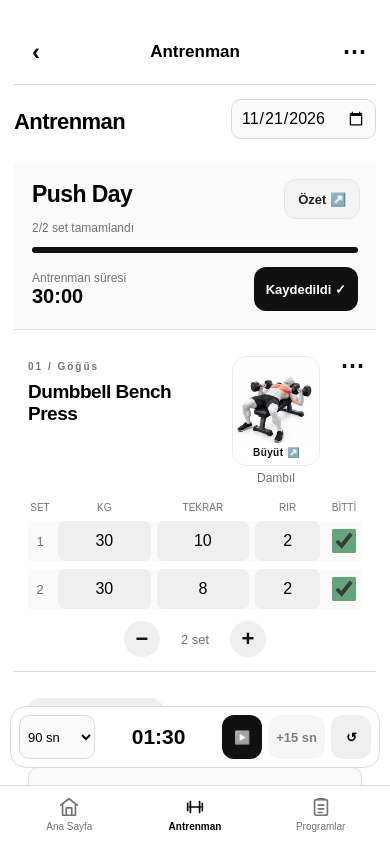 ‹ Antrenman ⋯
Antrenman 11/21/2026
Push Day
Özet ↗
2/2 set tamamlandı
Antrenman süresi
30:00
Kaydedildi ✓
01 / Göğüs
Dumbbell Bench
Press
Büyüt ↗
Dambıl
SET KG TEKRAR RIR BİTTİ
1 30 10 2
2 30 8 2
− 2 set +
90 sn 01:30 ▶ +15 sn ↺
Ana Sayfa Antrenman Programlar